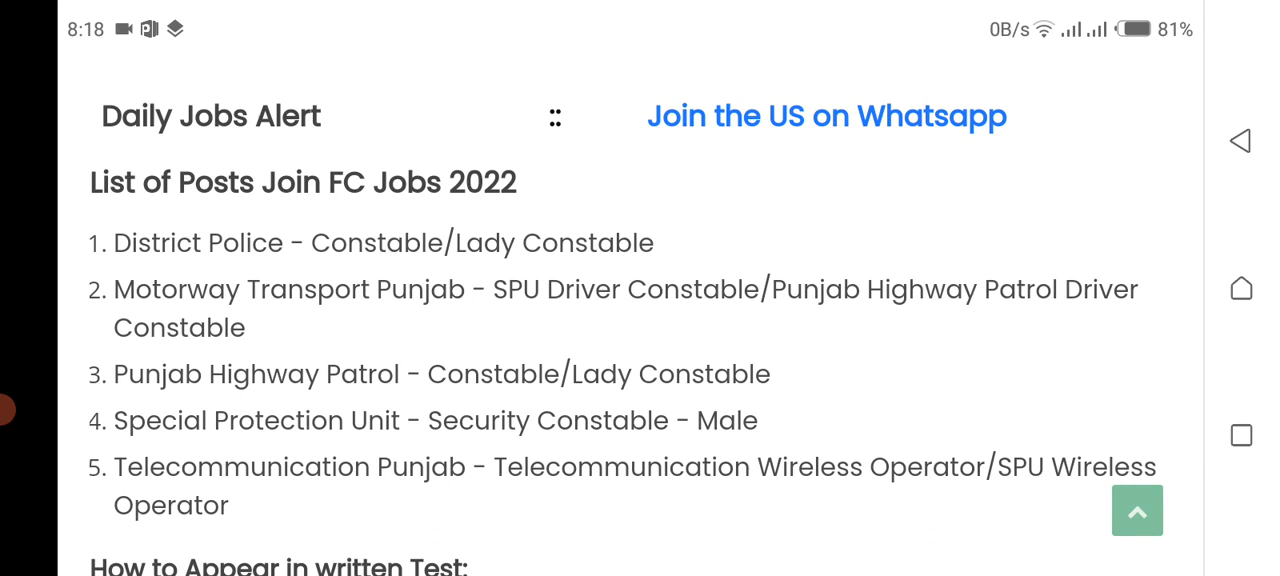 8:18 0B/s 81%
Daily Jobs Alert :: Join the US on Whatsapp
List of Posts Join FC Jobs 2022
1. District Police - Constable/Lady Constable
2. Motorway Transport Punjab - SPU Driver Constable/Punjab Highway Patrol Driver
Constable
3. Punjab Highway Patrol - Constable/Lady Constable
4. Special Protection Unit - Security Constable - Male
5. Telecommunication Punjab - Telecommunication Wireless Operator/SPU Wireless
Operator
How to Appear in written Test: